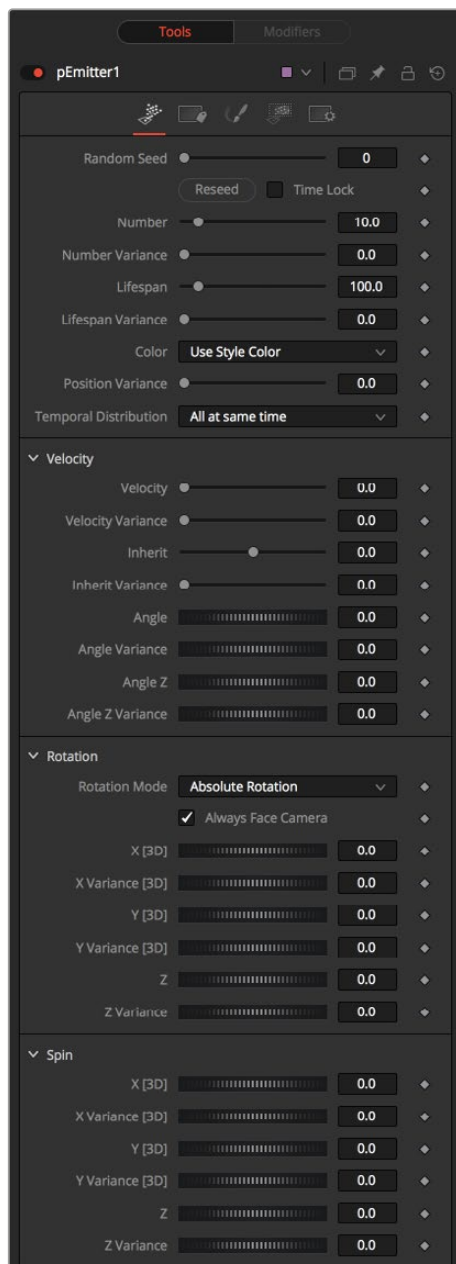 Tools Modifiers
pEmitter1
Random Seed 0
Reseed Time Lock
Number 10.0
Number Variance 0.0
Lifespan 100.0
Lifespan Variance 0.0
Color Use Style Color
Position Variance 0.0
Temporal Distribution All at same time
Velocity
Velocity 0.0
Velocity Variance 0.0
Inherit 0.0
Inherit Variance 0.0
Angle 0.0
Angle Variance 0.0
Angle Z 0.0
Angle Z Variance 0.0
Rotation
Rotation Mode Absolute Rotation
Always Face Camera
X [3D] 0.0
X Variance [3D] 0.0
Y [3D] 0.0
Y Variance [3D] 0.0
Z 0.0
Z Variance 0.0
Spin
X [3D] 0.0
X Variance [3D] 0.0
Y [3D] 0.0
Y Variance [3D] 0.0
Z 0.0
Z Variance 0.0